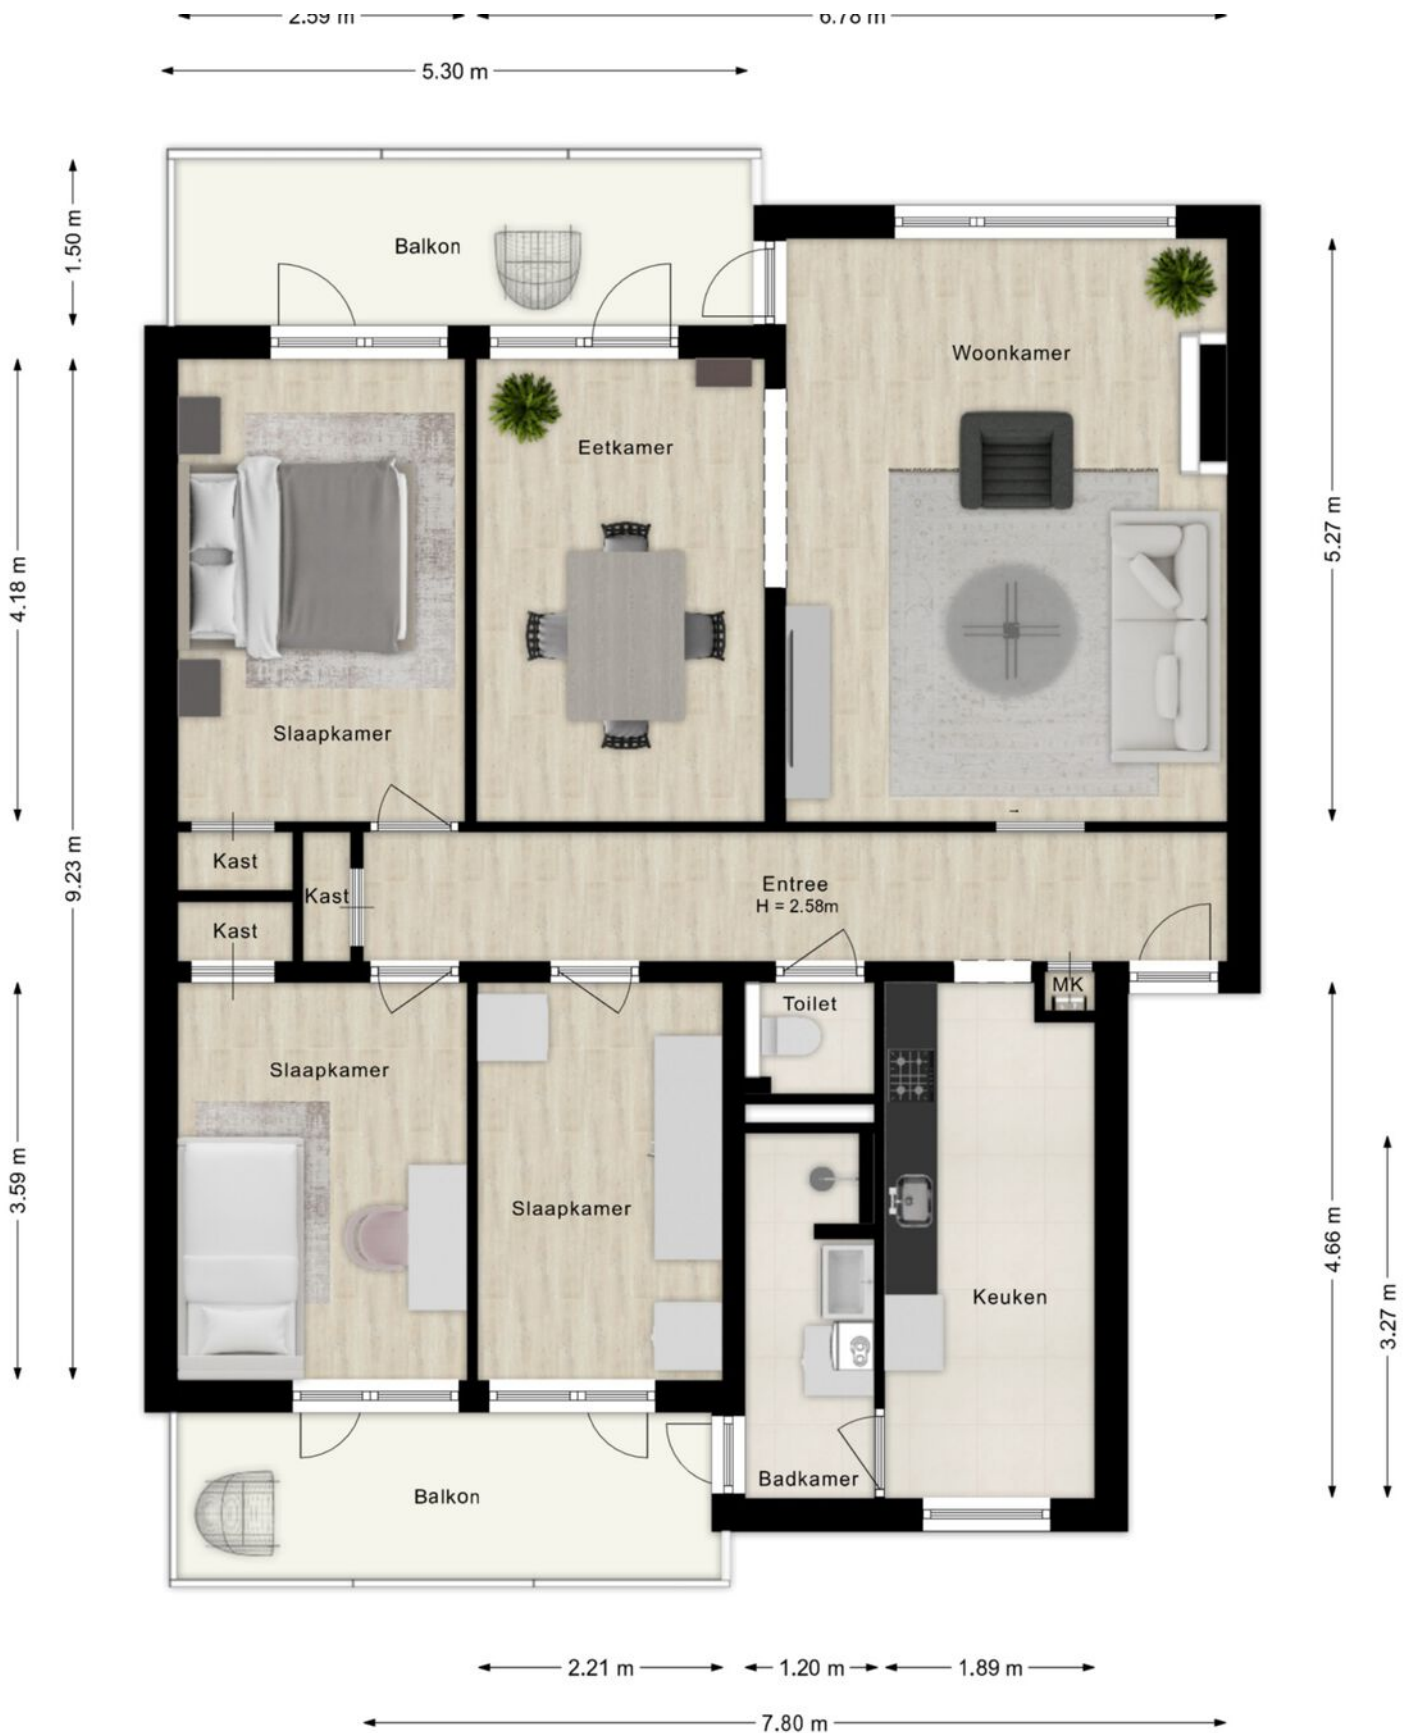 2.59 m
6.78 m
5.30 m
1.50 m
Balkon
Woonkamer
Eetkamer
5.27 m
4.18 m
Slaapkamer
9.23 m
Kast
Kast
Kast
Entree
H = 2.58m
MK
Toilet
Slaapkamer
3.59 m
Slaapkamer
4.66 m
Keuken
3.27 m
Badkamer
Balkon
2.21 m
1.20 m
1.89 m
7.80 m